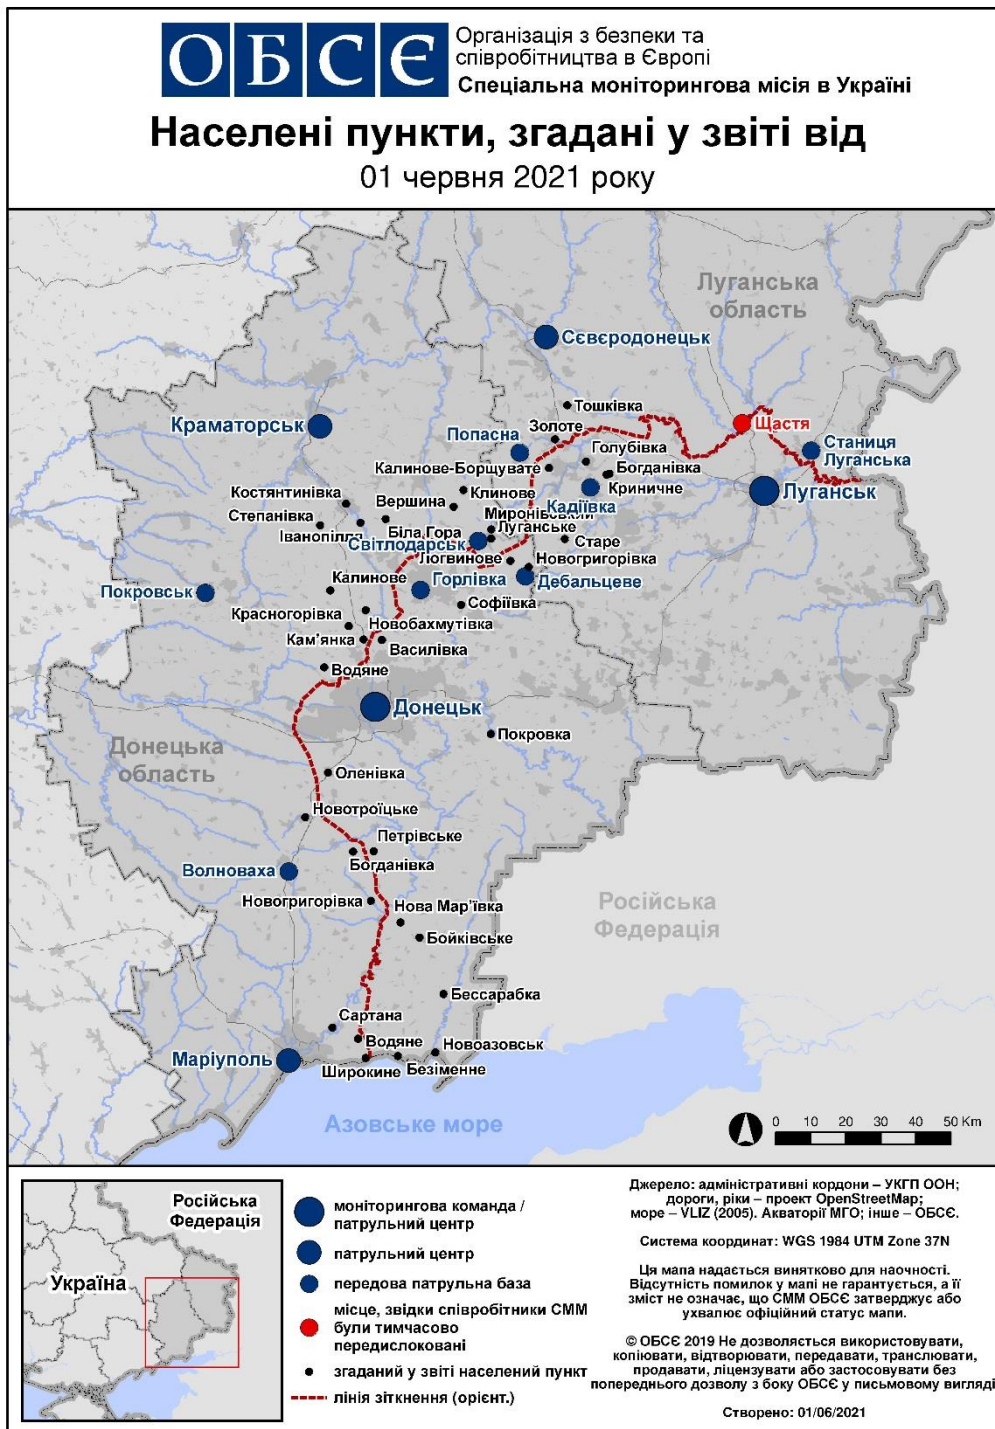 ОБСЄ
Організація з безпеки та
співробітництва в Європі
Спеціальна моніторингова місія в Україні
Населені пункти, згадані у звіті від
01 червня 2021 року
Луганська
область
Сєвєродонецьк
Тошківка
Краматорськ
Золоте
Щастя
Попасна
Голубівка
Станиця
Луганська
Калинове-Борщувате
Богданівка
Криничне
Луганськ
Костянтинівка
Вершина
Клинове
Кадіївка
Степанівка
Миронівський
Іванопілля
Біла Гора
Луганське
Світлодарськ
Старе
Логвинове
Новогригорівка
Калинове
Горлівка
Дебальцеве
Покровськ
Софіївка
Красногорівка
Новобахмутівка
Кам'янка
Василівка
Водяне
Донецьк
Покровка
Донецька
область
Оленівка
Новотроїцьке
Петрівське
Богданівка
Волноваха
Новогригорівка
Нова Мар'ївка
Російська
Федерація
Бойківське
Бессарабка
Сартана
Водяне
Новоазовськ
Маріуполь
Широкине
Безіменне
Азовське море
0 10 20 30 40 50 Km
Російська
Федерація
Україна
моніторингова команда /
патрульний центр
патрульний центр
передова патрульна база
місце, звідки співробітники СММ
були тимчасово
передислоковані
згаданий у звіті населений пункт
лінія зіткнення (орієнт.)
Джерело: адміністративні кордони – УКГП ООН;
дороги, ріки – проект OpenStreetMap;
море – VLIZ (2005). Акваторії МГО; інше – ОБСЄ.
Система координат: WGS 1984 UTM Zone 37N
Ця мапа надається винятково для наочності.
Відсутність помилок у мапі не гарантується, а її
зміст не означає, що СММ ОБСЄ затверджує або
ухвалює офіційний статус мапи.
© ОБСЄ 2019 Не дозволяється використовувати,
копіювати, відтворювати, передавати, транслювати,
продавати, ліцензувати або застосовувати без
попереднього дозволу з боку ОБСЄ у письмовому вигляді
Створено: 01/06/2021